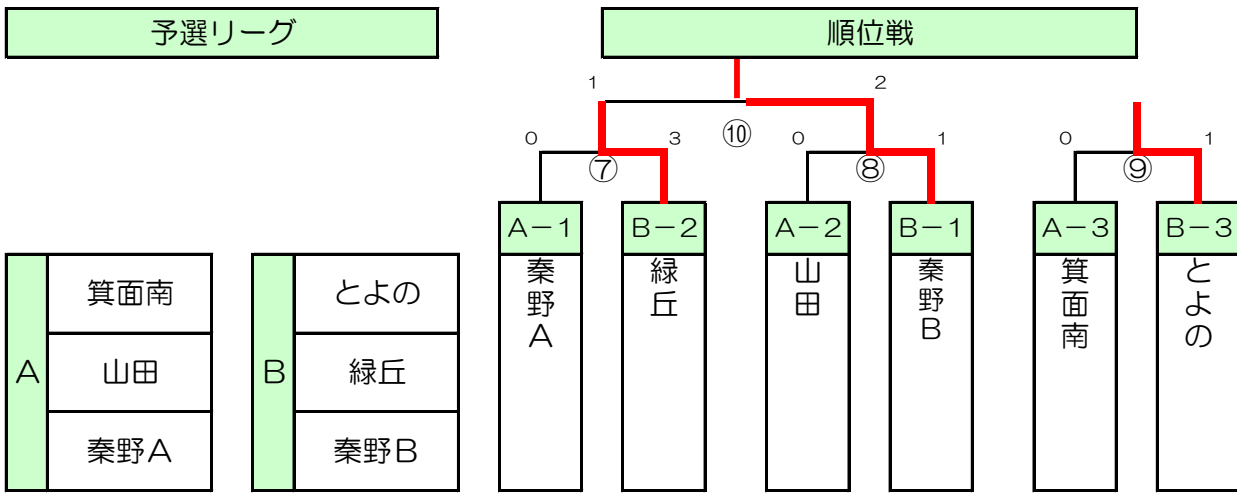 予選リーグ
順位戦
1 2
0 3 ⑩ 0 1 0 1
⑦ ⑧ ⑨
A-1 B-2 A-2 B-1 A-3 B-3
秦野A 緑丘 山田 秦野B 箕面南 とよの
A
箕面南
山田
秦野A
B
とよの
緑丘
秦野B